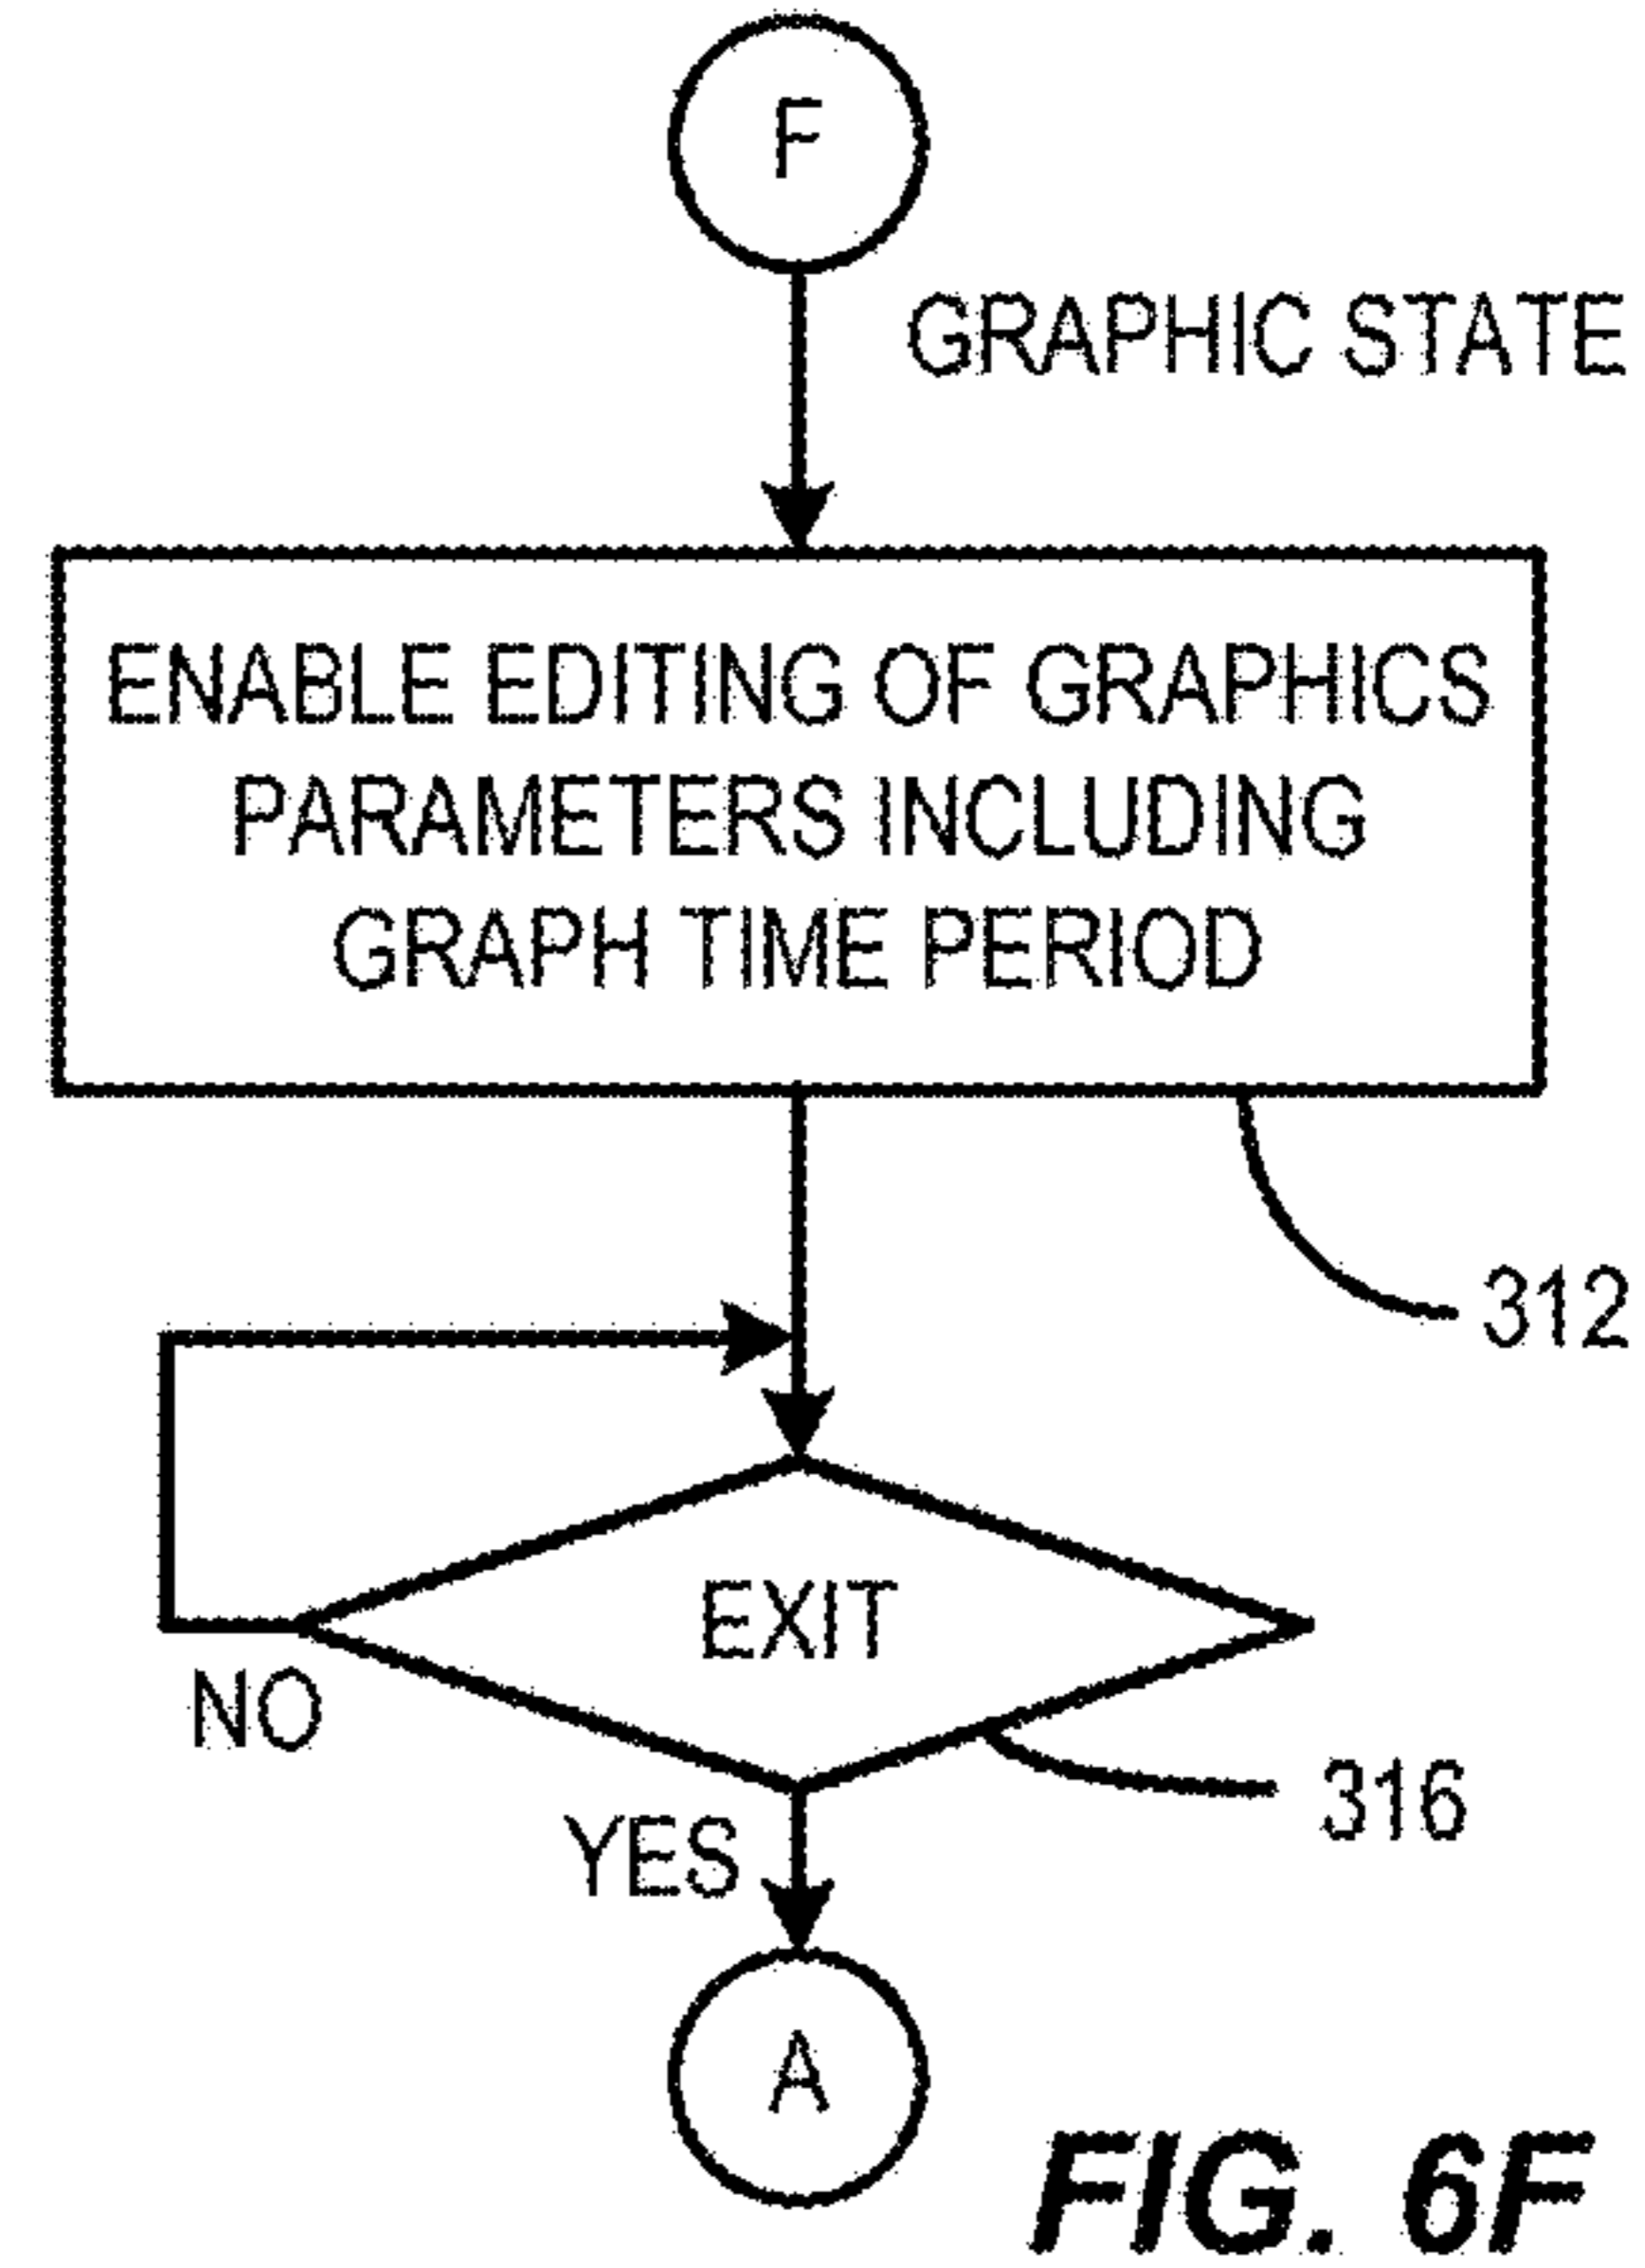 F
GRAPHIC STATE
ENABLE EDITING OF GRAPHICS
PARAMETERS INCLUDING
GRAPH TIME PERIOD
312
EXIT
NO
316
YES
A
FIG. 6F